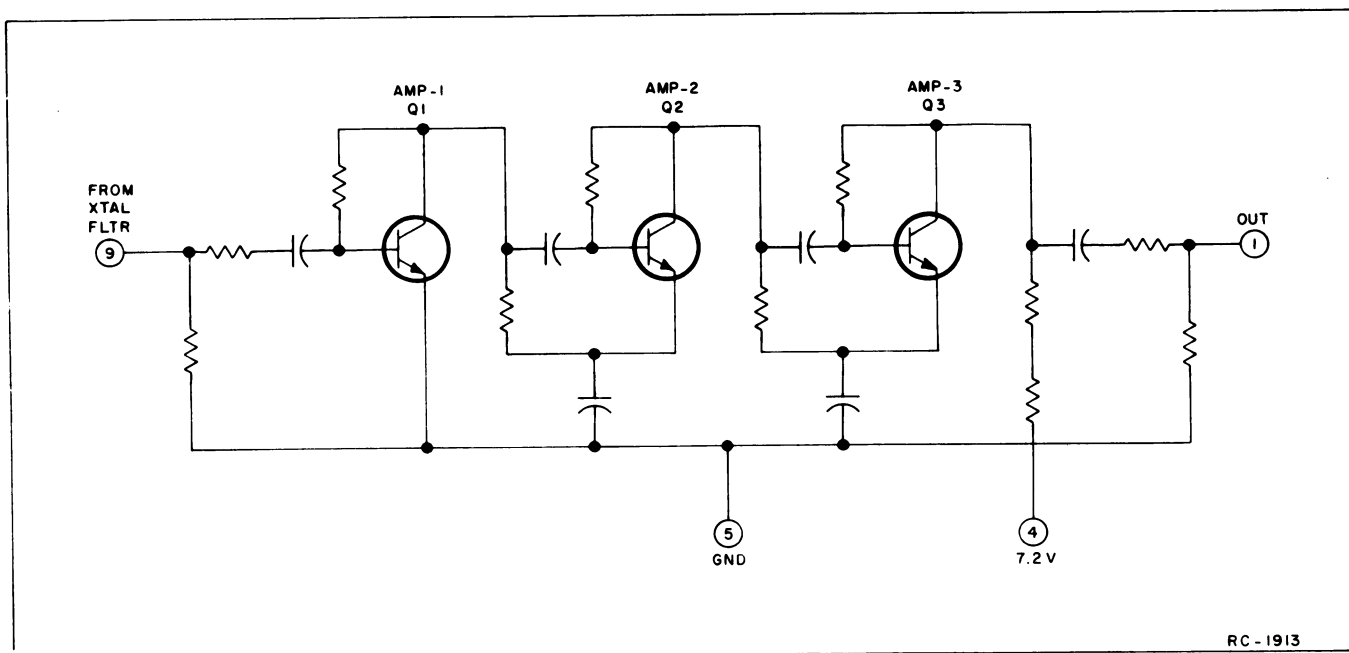 AMP-1
Q1
AMP-2
Q2
AMP-3
Q3
FROM
XTAL
FLTR
9
OUT
1
5
GND
4
7.2V
RC-1913